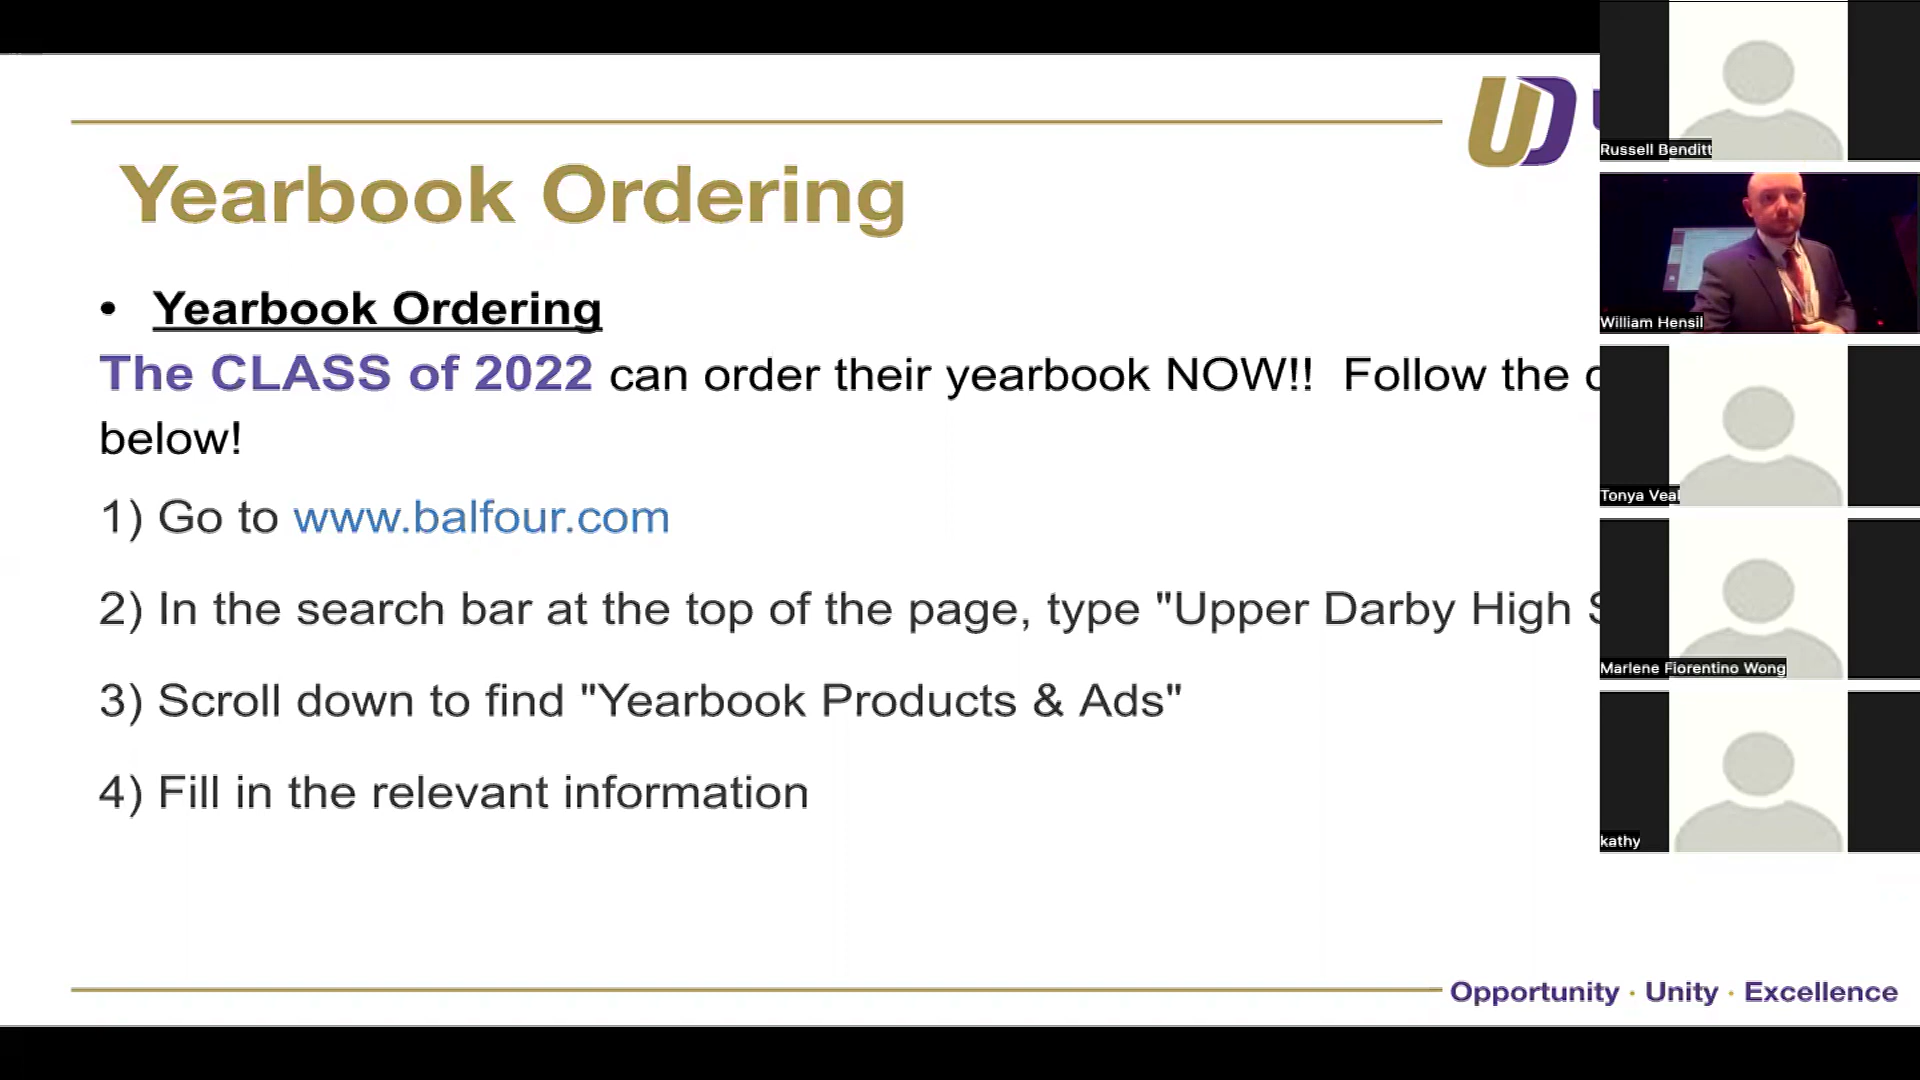 UD
Yearbook Ordering
• Yearbook Ordering
The CLASS of 2022 can order their yearbook NOW!! Follow the
below!
1) Go to www.balfour.com
2) In the search bar at the top of the page, type "Upper Darby High
3) Scroll down to find "Yearbook Products & Ads"
4) Fill in the relevant information
Opportunity · Unity · Excellence
Russell Benditt
William Hensil
Tonya Veal
Marlene Fiorentino Wong
kathy